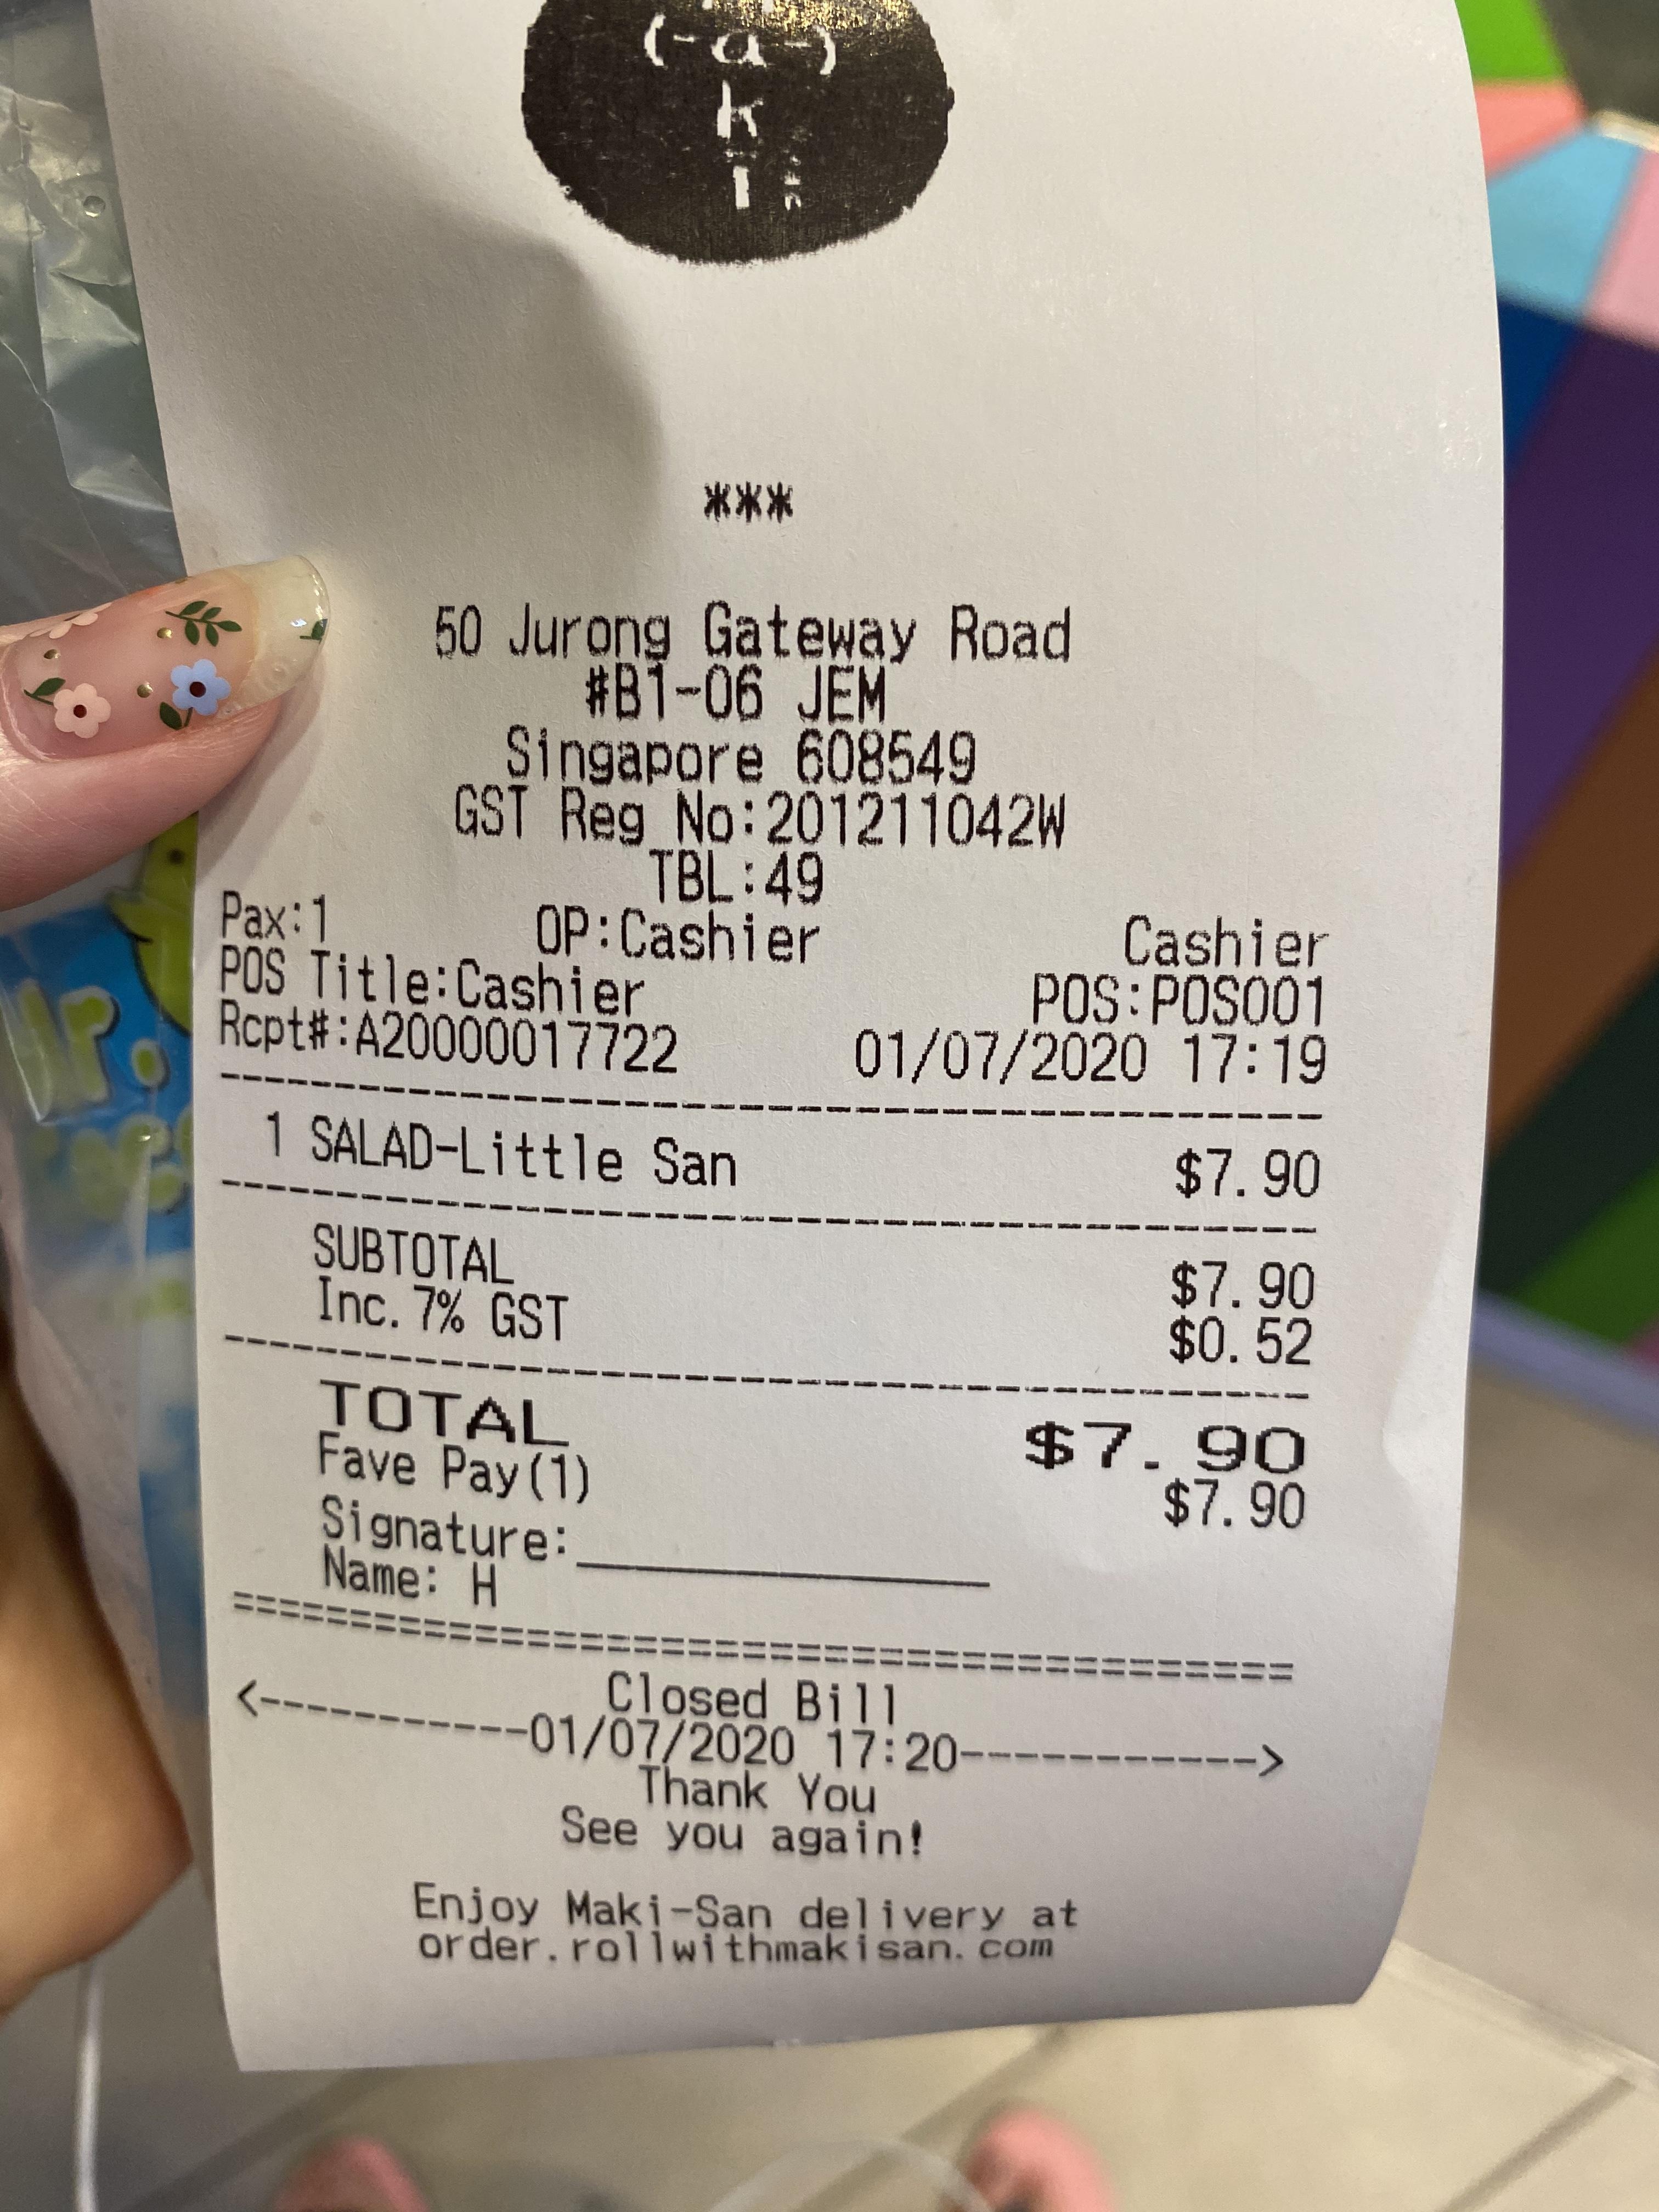 (-a-)
k
i
***
50 Jurong Gateway Road
#B1-06 JEM
Singapore 608549
GST Reg No:201211042W
TBL:49
Pax:1 OP:Cashier Cashier
POS Title:Cashier POS:POS001
Rcpt#:A20000017722 01/07/2020 17:19
1 SALAD-Little San $7.90
SUBTOTAL $7.90
Inc. 7% GST $0.52
TOTAL $7.90
Fave Pay(1) $7.90
Signature:
Name: H
Closed Bill
<-----------01/07/2020 17:20------------>
Thank You
See you again!
Enjoy Maki-San delivery at
order.rollwithmakisan.com